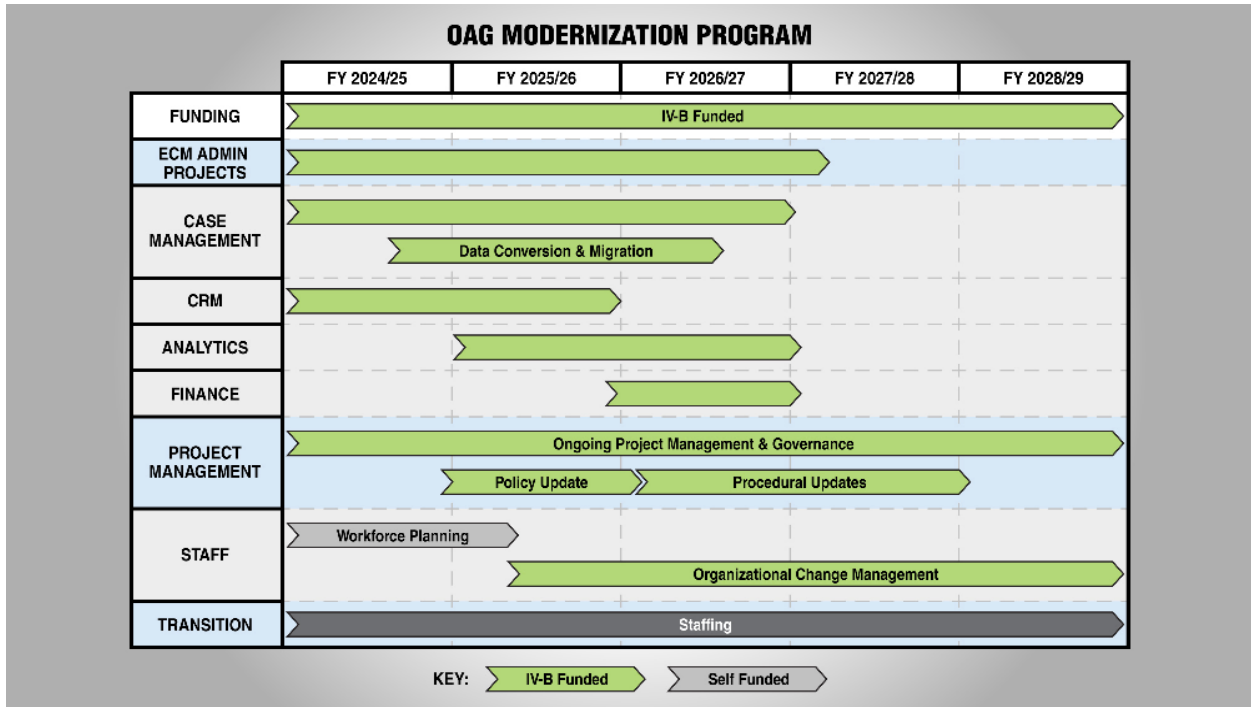 OAG MODERNIZATION PROGRAM
FY 2024/25 FY 2025/26 FY 2026/27 FY 2027/28 FY 2028/29
FUNDING
IV-B Funded
ECM ADMIN
PROJECTS
CASE
MANAGEMENT
Data Conversion & Migration
CRM
ANALYTICS
FINANCE
PROJECT
MANAGEMENT
Ongoing Project Management & Governance
Policy Update
Procedural Updates
STAFF
Workforce Planning
Organizational Change Management
TRANSITION
Staffing
KEY: IV-B Funded Self Funded